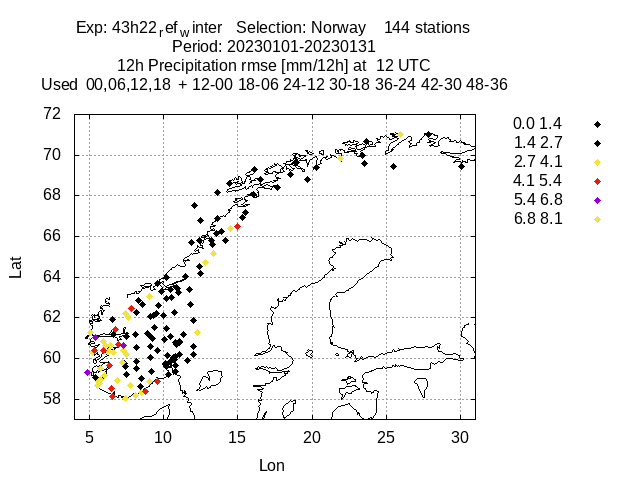 Exp: 43h22refwinter Selection: Norway 144 stations
Period: 20230101-20230131
12h Precipitation rmse [mm/12h] at 12 UTC
Used 00,06,12,18 + 12-00 18-06 24-12 30-18 36-24 42-30 48-36
72
70
68
66
64
62
60
58
5 10 15 20 25 30
Lat
Lon
0.0 1.4
1.4 2.7
2.7 4.1
4.1 5.4
5.4 6.8
6.8 8.1